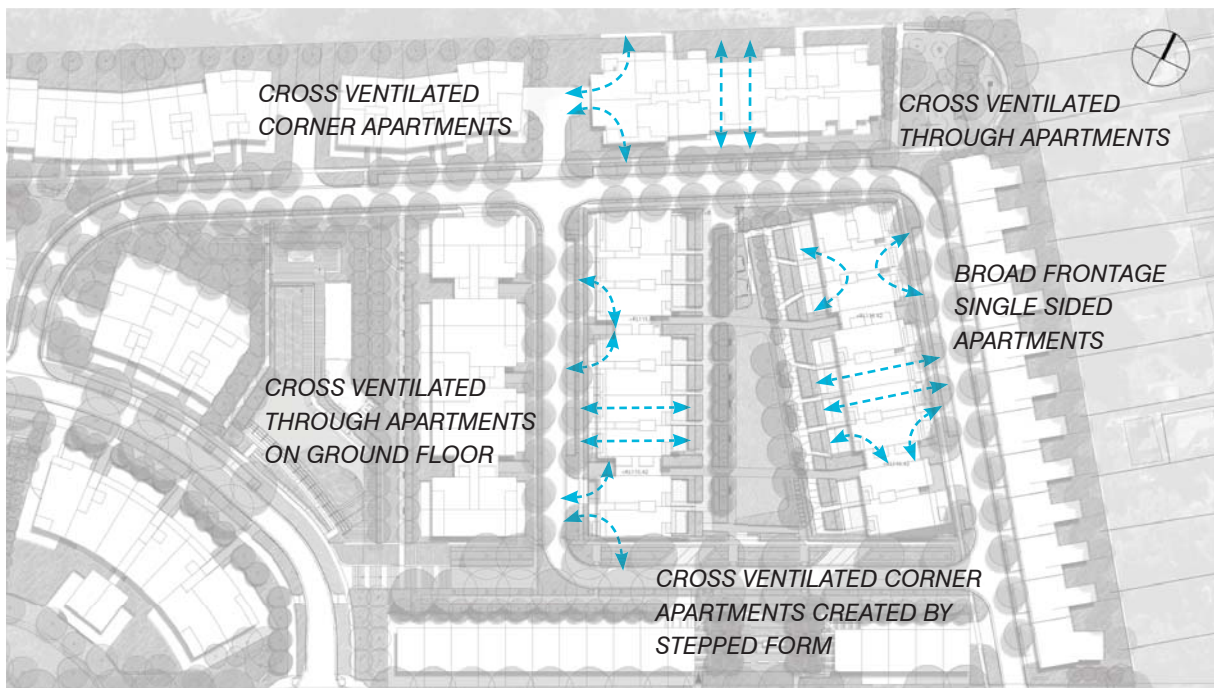 CROSS VENTILATED
CORNER APARTMENTS
CROSS VENTILATED
THROUGH APARTMENTS
BROAD FRONTAGE
SINGLE SIDED
APARTMENTS
CROSS VENTILATED
THROUGH APARTMENTS
ON GROUND FLOOR
CROSS VENTILATED CORNER
APARTMENTS CREATED BY
STEPPED FORM